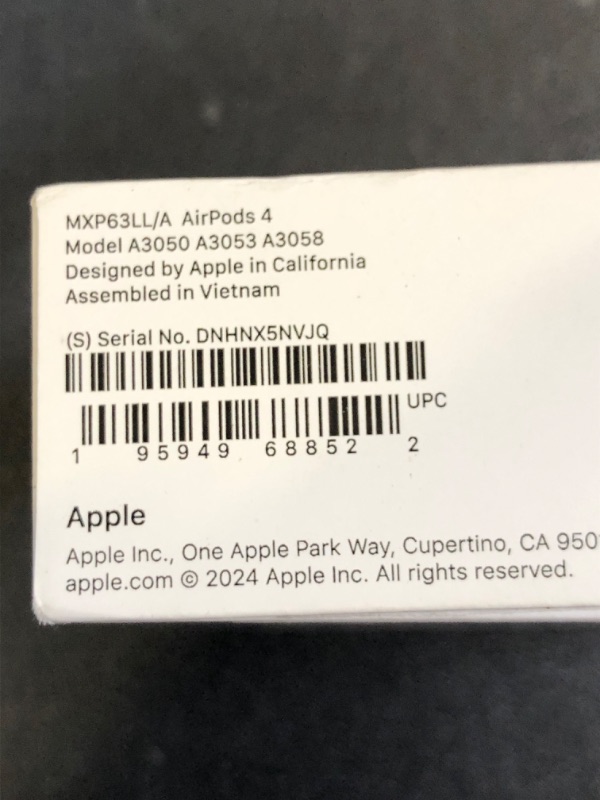 MXP63LL/A AirPods 4
Model A3050 A3053 A3058
Designed by Apple in California
Assembled in Vietnam
(S) Serial No. DNHNX5NVJQ
UPC
1 95949 68852 2
Apple
Apple Inc., One Apple Park Way, Cupertino, CA 950
apple.com © 2024 Apple Inc. All rights reserved.